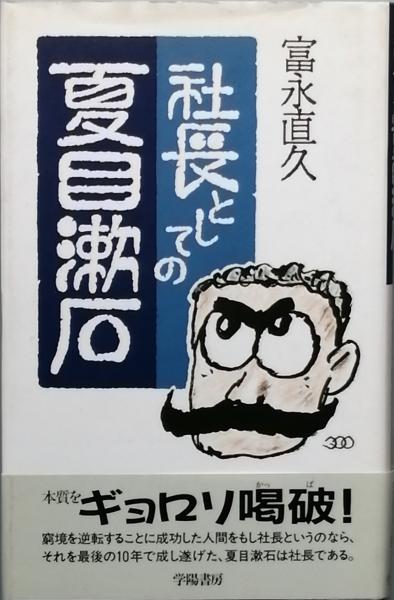 富永直久
社長としての
夏目漱石
300
本質をギョロリ喝破!
かっ ぱ
窮境を逆転することに成功した人間をもし社長というのなら、
それを最後の10年で成し遂げた、夏目漱石は社長である。
学陽書房